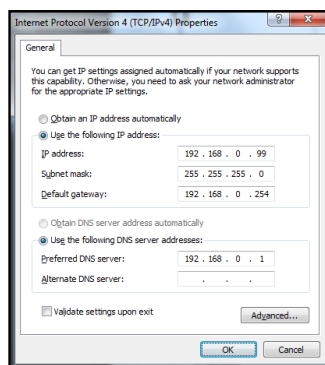 Internet Protocol Version 4 (TCP/IPv4) Properties
General
You can get IP settings assigned automatically if your network supports
this capability. Otherwise, you need to ask your network administrator
for the appropriate IP settings.
Obtain an IP address automatically
Use the following IP address:
IP address: 192 . 168 . 0 . 99
Subnet mask: 255 . 255 . 255 . 0
Default gateway: 192 . 168 . 0 . 254
Obtain DNS server address automatically
Use the following DNS server addresses:
Preferred DNS server: 192 . 168 . 0 . 1
Alternate DNS server: . . .
Validate settings upon exit
Advanced...
OK Cancel